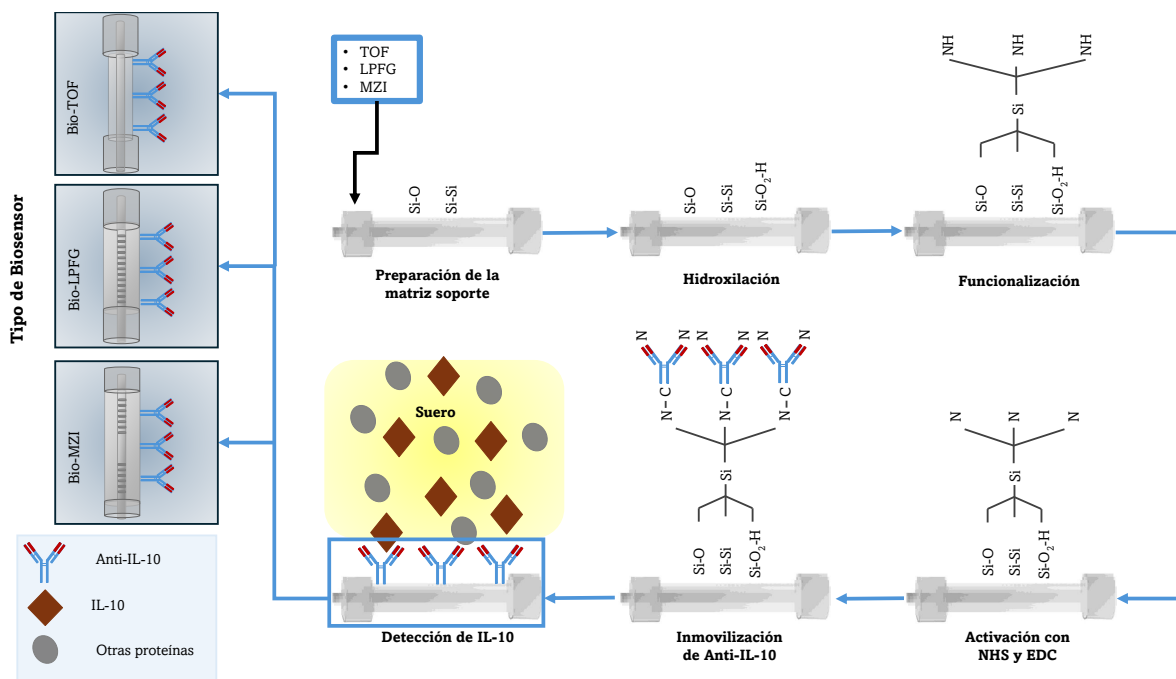 Tipo de Biosensor
Bio-TOF
Bio-LPFG
Bio-MZI
• TOF
• LPFG
• MZI
Si-O
Si-Si
Preparación de la
matriz soporte
Si-O
Si-Si
Si-O₂-H
Hidroxilación
NH
NH
NH
Si
Si-O
Si-Si
Si-O₂-H
Funcionalización
N
N
N
Si
Si-O
Si-Si
Si-O₂-H
Activación con
NHS y EDC
N
N
N
N
N
N
N-C
N-C
N-C
Si
Si-O
Si-Si
Si-O₂-H
Inmovilización
de Anti-IL-10
Suero
Detección de IL-10
Anti-IL-10
IL-10
Otras proteínas